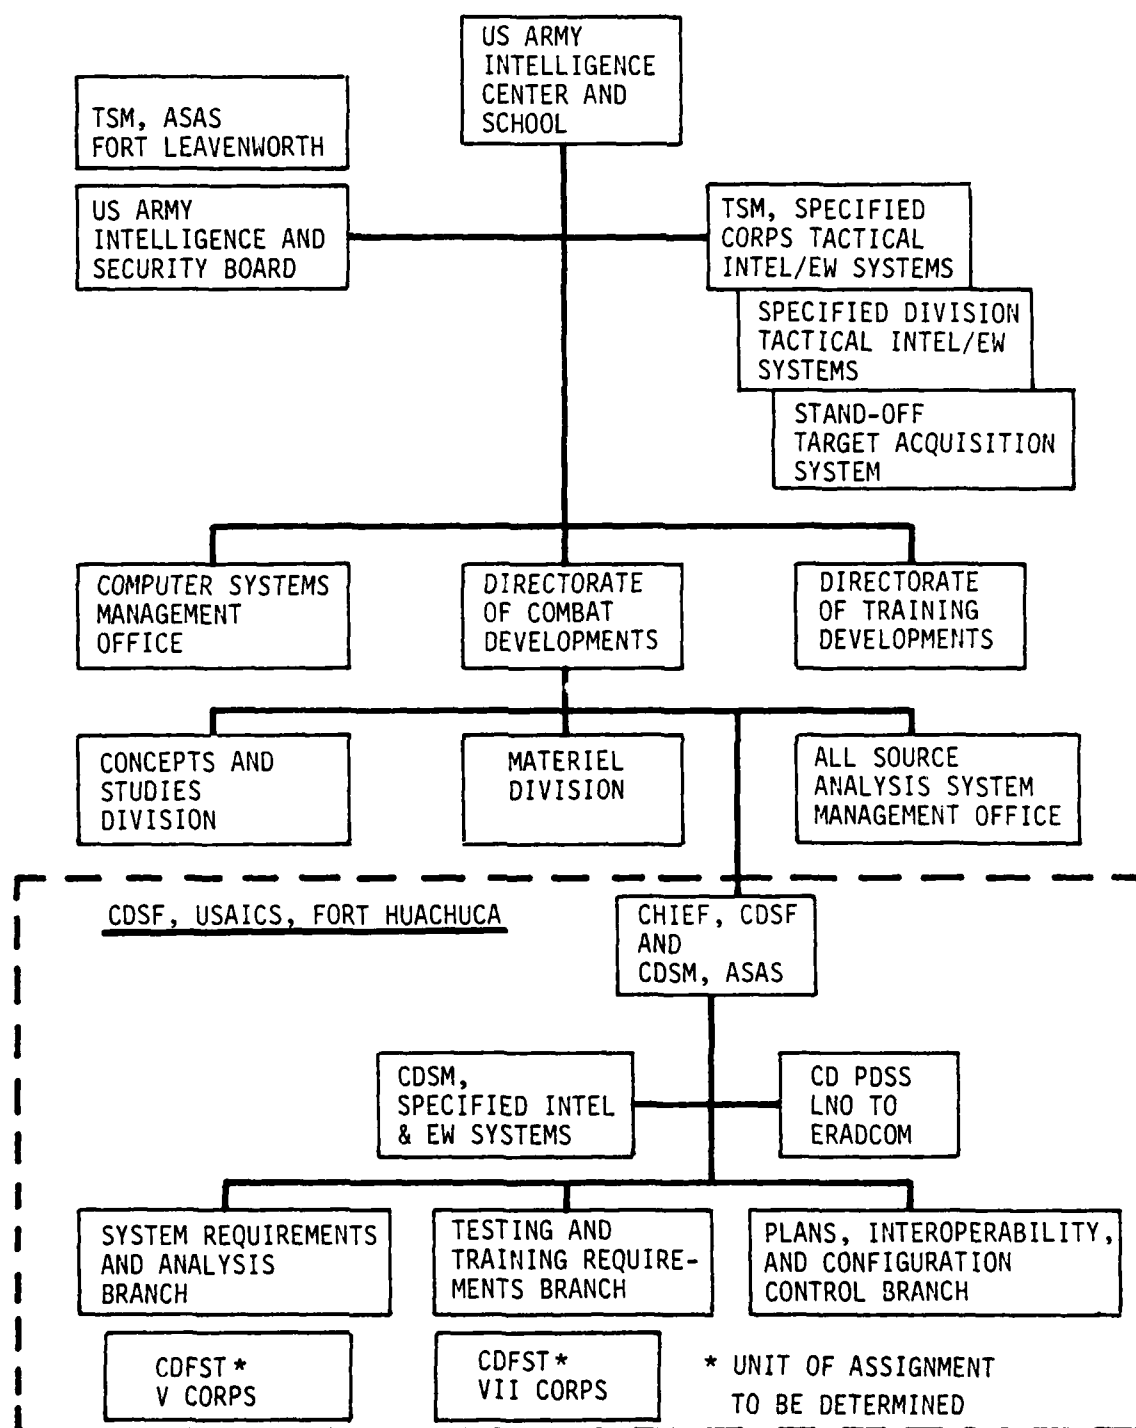 US ARMY
INTELLIGENCE
CENTER AND
SCHOOL
TSM, ASAS
FORT LEAVENWORTH
US ARMY
INTELLIGENCE AND
SECURITY BOARD
TSM, SPECIFIED
CORPS TACTICAL
INTEL/EW SYSTEMS
SPECIFIED DIVISION
TACTICAL INTEL/EW
SYSTEMS
STAND-OFF
TARGET ACQUISITION
SYSTEM
COMPUTER SYSTEMS
MANAGEMENT
OFFICE
DIRECTORATE
OF COMBAT
DEVELOPMENTS
DIRECTORATE
OF TRAINING
DEVELOPMENTS
CONCEPTS AND
STUDIES
DIVISION
MATERIEL
DIVISION
ALL SOURCE
ANALYSIS SYSTEM
MANAGEMENT OFFICE
CDSF, USAICS, FORT HUACHUCA
CHIEF, CDSF
AND
CDSM, ASAS
CDSM,
SPECIFIED INTEL
& EW SYSTEMS
CD PDSS
LNO TO
ERADCOM
SYSTEM REQUIREMENTS
AND ANALYSIS
BRANCH
TESTING AND
TRAINING REQUIRE-
MENTS BRANCH
PLANS, INTEROPERABILITY,
AND CONFIGURATION
CONTROL BRANCH
CDFST*
V CORPS
CDFST*
VII CORPS
* UNIT OF ASSIGNMENT
TO BE DETERMINED